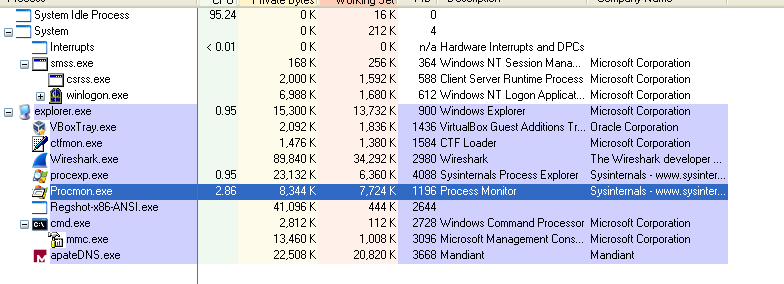 Process CPU Private Bytes Working Set PID Description Company Name
System Idle Process 95.24 0 K 16 K 0
System 0 K 212 K 4
Interrupts < 0.01 0 K 0 K n/a Hardware Interrupts and DPCs
smss.exe 168 K 256 K 364 Windows NT Session Mana... Microsoft Corporation
csrss.exe 2,000 K 1,592 K 588 Client Server Runtime Process Microsoft Corporation
winlogon.exe 6,988 K 1,680 K 612 Windows NT Logon Applicat... Microsoft Corporation
explorer.exe 0.95 15,300 K 13,732 K 900 Windows Explorer Microsoft Corporation
VBoxTray.exe 2,092 K 1,836 K 1436 VirtualBox Guest Additions Tr... Oracle Corporation
ctfmon.exe 1,476 K 1,380 K 1584 CTF Loader Microsoft Corporation
Wireshark.exe 89,840 K 34,292 K 2980 Wireshark The Wireshark developer ...
procexp.exe 0.95 23,132 K 6,360 K 4088 Sysinternals Process Explorer Sysinternals - www.sysinter...
Procmon.exe 2.86 8,344 K 7,724 K 1196 Process Monitor Sysinternals - www.sysinter...
Regshot-x86-ANSI.exe 41,096 K 444 K 2644
cmd.exe 2,812 K 112 K 2728 Windows Command Processor Microsoft Corporation
mmc.exe 13,460 K 1,008 K 3096 Microsoft Management Cons... Microsoft Corporation
apateDNS.exe 22,508 K 20,820 K 3668 Mandiant Mandiant